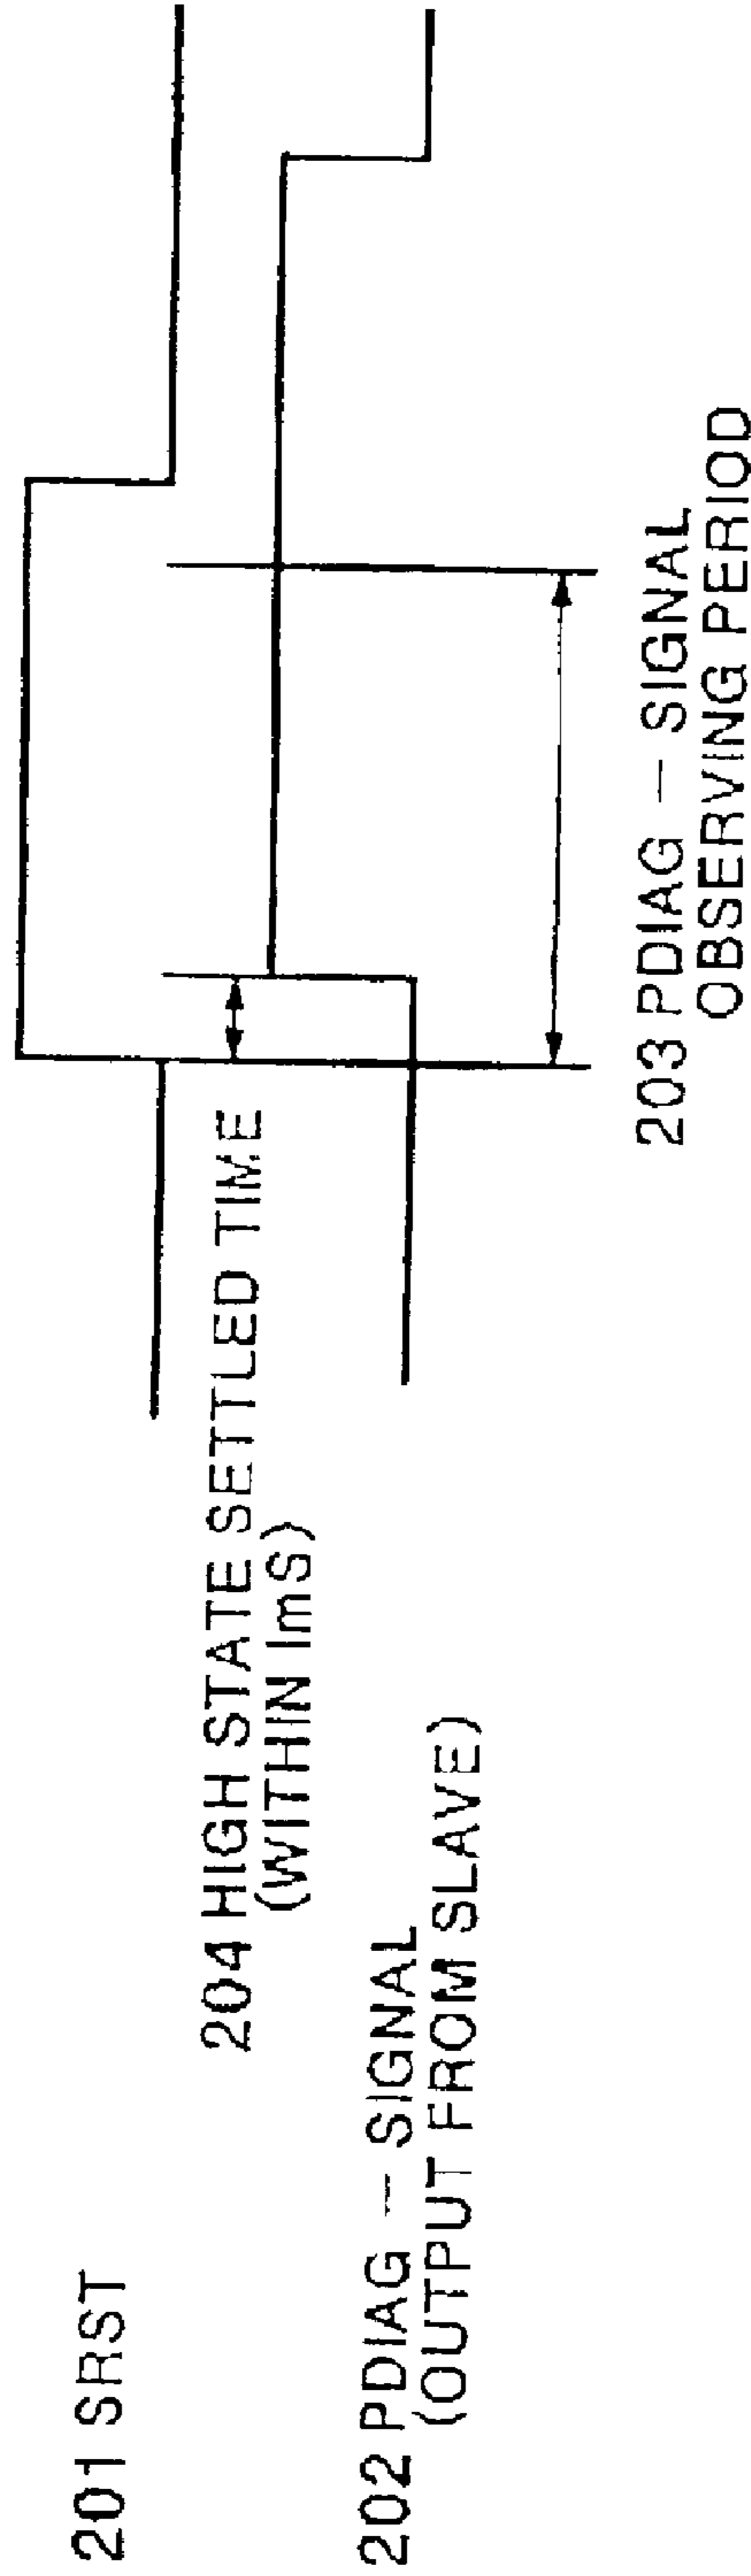 201 SRST
204 HIGH STATE SETTLED TIME
(WITHIN 1mS)
202 PDIAG — SIGNAL
(OUTPUT FROM SLAVE)
203 PDIAG — SIGNAL
OBSERVING PERIOD